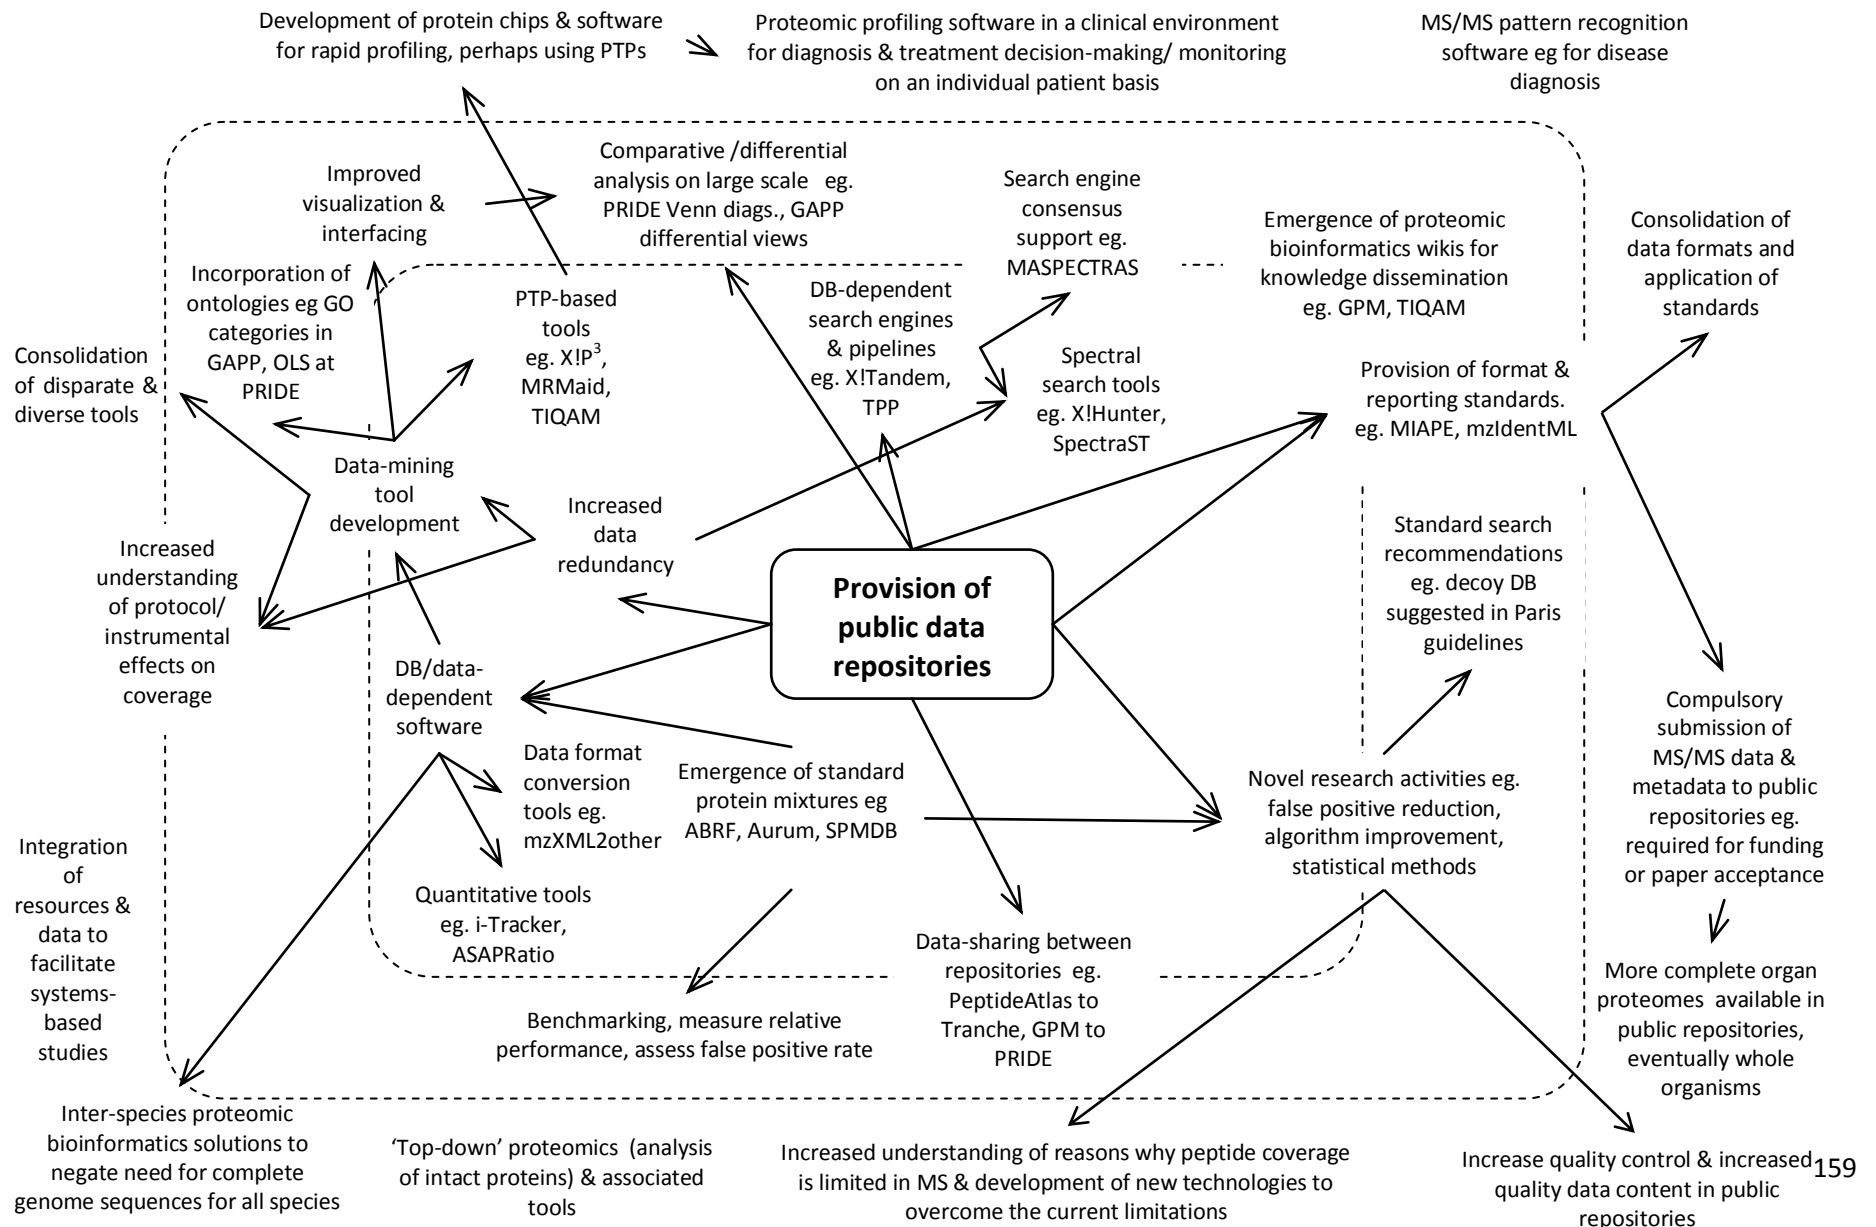 Development of protein chips & software
for rapid profiling, perhaps using PTPs
Proteomic profiling software in a clinical environment
for diagnosis & treatment decision-making/ monitoring
on an individual patient basis
MS/MS pattern recognition
software eg for disease
diagnosis
Improved
visualization &
interfacing
Comparative /differential
analysis on large scale eg.
PRIDE Venn diags., GAPP
differential views
Search engine
consensus
support eg.
MASPECTRAS
Emergence of proteomic
bioinformatics wikis for
knowledge dissemination
eg. GPM, TIQAM
Consolidation of
data formats and
application of
standards
Incorporation of
ontologies eg GO
categories in
GAPP, OLS at
PRIDE
PTP-based
tools
eg. X!P³,
MRMaid,
TIQAM
DB-dependent
search engines
& pipelines
eg. X!Tandem,
TPP
Spectral
search tools
eg. X!Hunter,
SpectraST
Provision of format &
reporting standards.
eg. MIAPE, mzIdentML
Consolidation
of disparate &
diverse tools
Data-mining
tool
development
Increased
data
redundancy
Standard search
recommendations
eg. decoy DB
suggested in Paris
guidelines
Increased
understanding
of protocol/
instrumental
effects on
coverage
Provision of
public data
repositories
DB/data-
dependent
software
Data format
conversion
tools eg.
mzXML2other
Emergence of standard
protein mixtures eg
ABRF, Aurum, SPMDB
Novel research activities eg.
false positive reduction,
algorithm improvement,
statistical methods
Compulsory
submission of
MS/MS data &
metadata to public
repositories eg.
required for funding
or paper acceptance
Integration
of
resources &
data to
facilitate
systems-
based
studies
Quantitative tools
eg. i-Tracker,
ASAPRatio
Data-sharing between
repositories eg.
PeptideAtlas to
Tranche, GPM to
PRIDE
More complete organ
proteomes available in
public repositories,
eventually whole
organisms
Benchmarking, measure relative
performance, assess false positive rate
Inter-species proteomic
bioinformatics solutions to
negate need for complete
genome sequences for all species
‘Top-down’ proteomics (analysis
of intact proteins) & associated
tools
Increased understanding of reasons why peptide coverage
is limited in MS & development of new technologies to
overcome the current limitations
Increase quality control & increased
quality data content in public
repositories
159